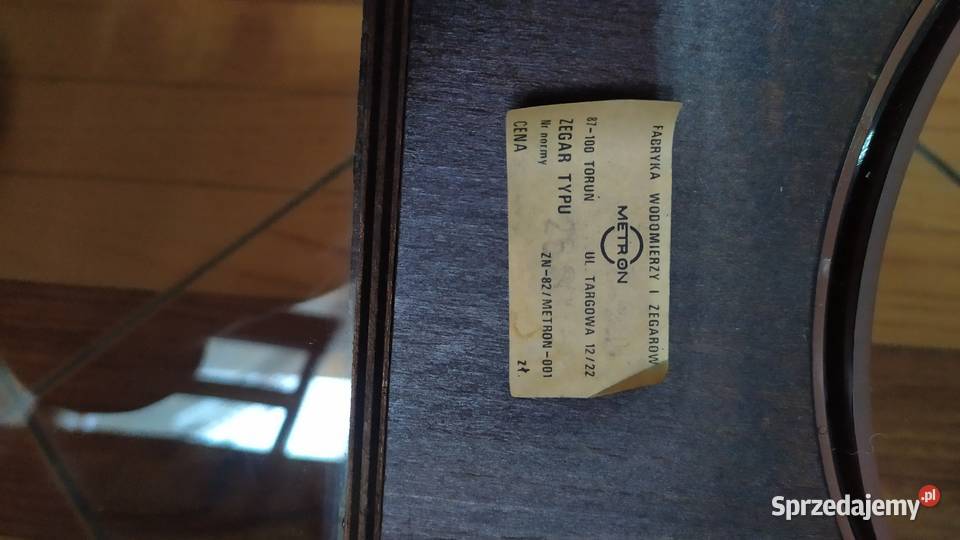 FABRYKA WODOMIERZY I ZEGARÓW
METRON
87-100 TORUŃ UL. TARGOWA 12/22
ZEGAR TYPU
Nr normy ZN-82/METRON-001
CENA zł.
Sprzedajemy.pl